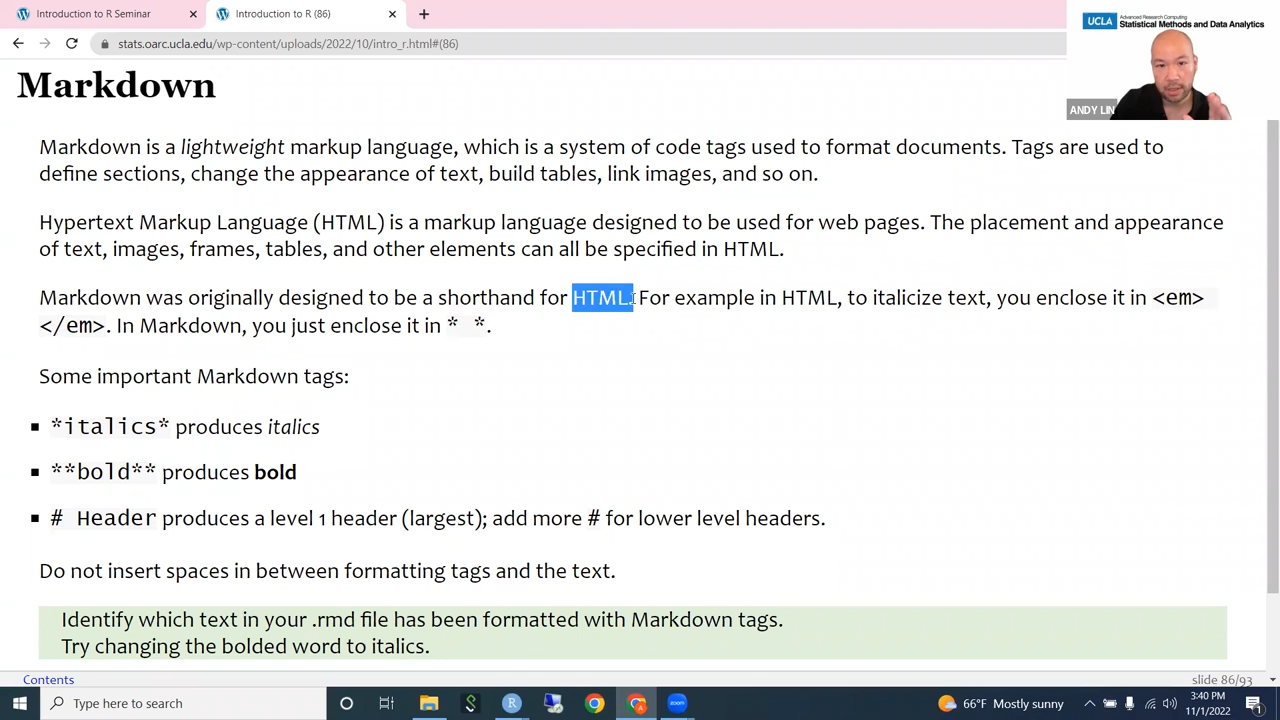 Introduction to R Seminar
Introduction to R (86)
stats.oarc.ucla.edu/wp-content/uploads/2022/10/intro_r.html#(86)
UCLA Advanced Research Computing
Statistical Methods and Data Analytics
ANDY LIN
Markdown
Markdown is a lightweight markup language, which is a system of code tags used to format documents. Tags are used to
define sections, change the appearance of text, build tables, link images, and so on.
Hypertext Markup Language (HTML) is a markup language designed to be used for web pages. The placement and appearance
of text, images, frames, tables, and other elements can all be specified in HTML.
Markdown was originally designed to be a shorthand for HTML. For example in HTML, to italicize text, you enclose it in <em>
</em>. In Markdown, you just enclose it in * *.
Some important Markdown tags:
*italics* produces italics
**bold** produces bold
# Header produces a level 1 header (largest); add more # for lower level headers.
Do not insert spaces in between formatting tags and the text.
Identify which text in your .rmd file has been formatted with Markdown tags.
Try changing the bolded word to italics.
Contents
slide 86/93
Type here to search
zoom
66°F Mostly sunny
3:40 PM
11/1/2022